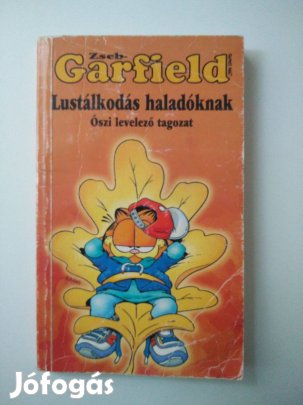 Zseb-
Garfield
Lustálkodás haladóknak
Őszi levelező tagozat
Jófogás